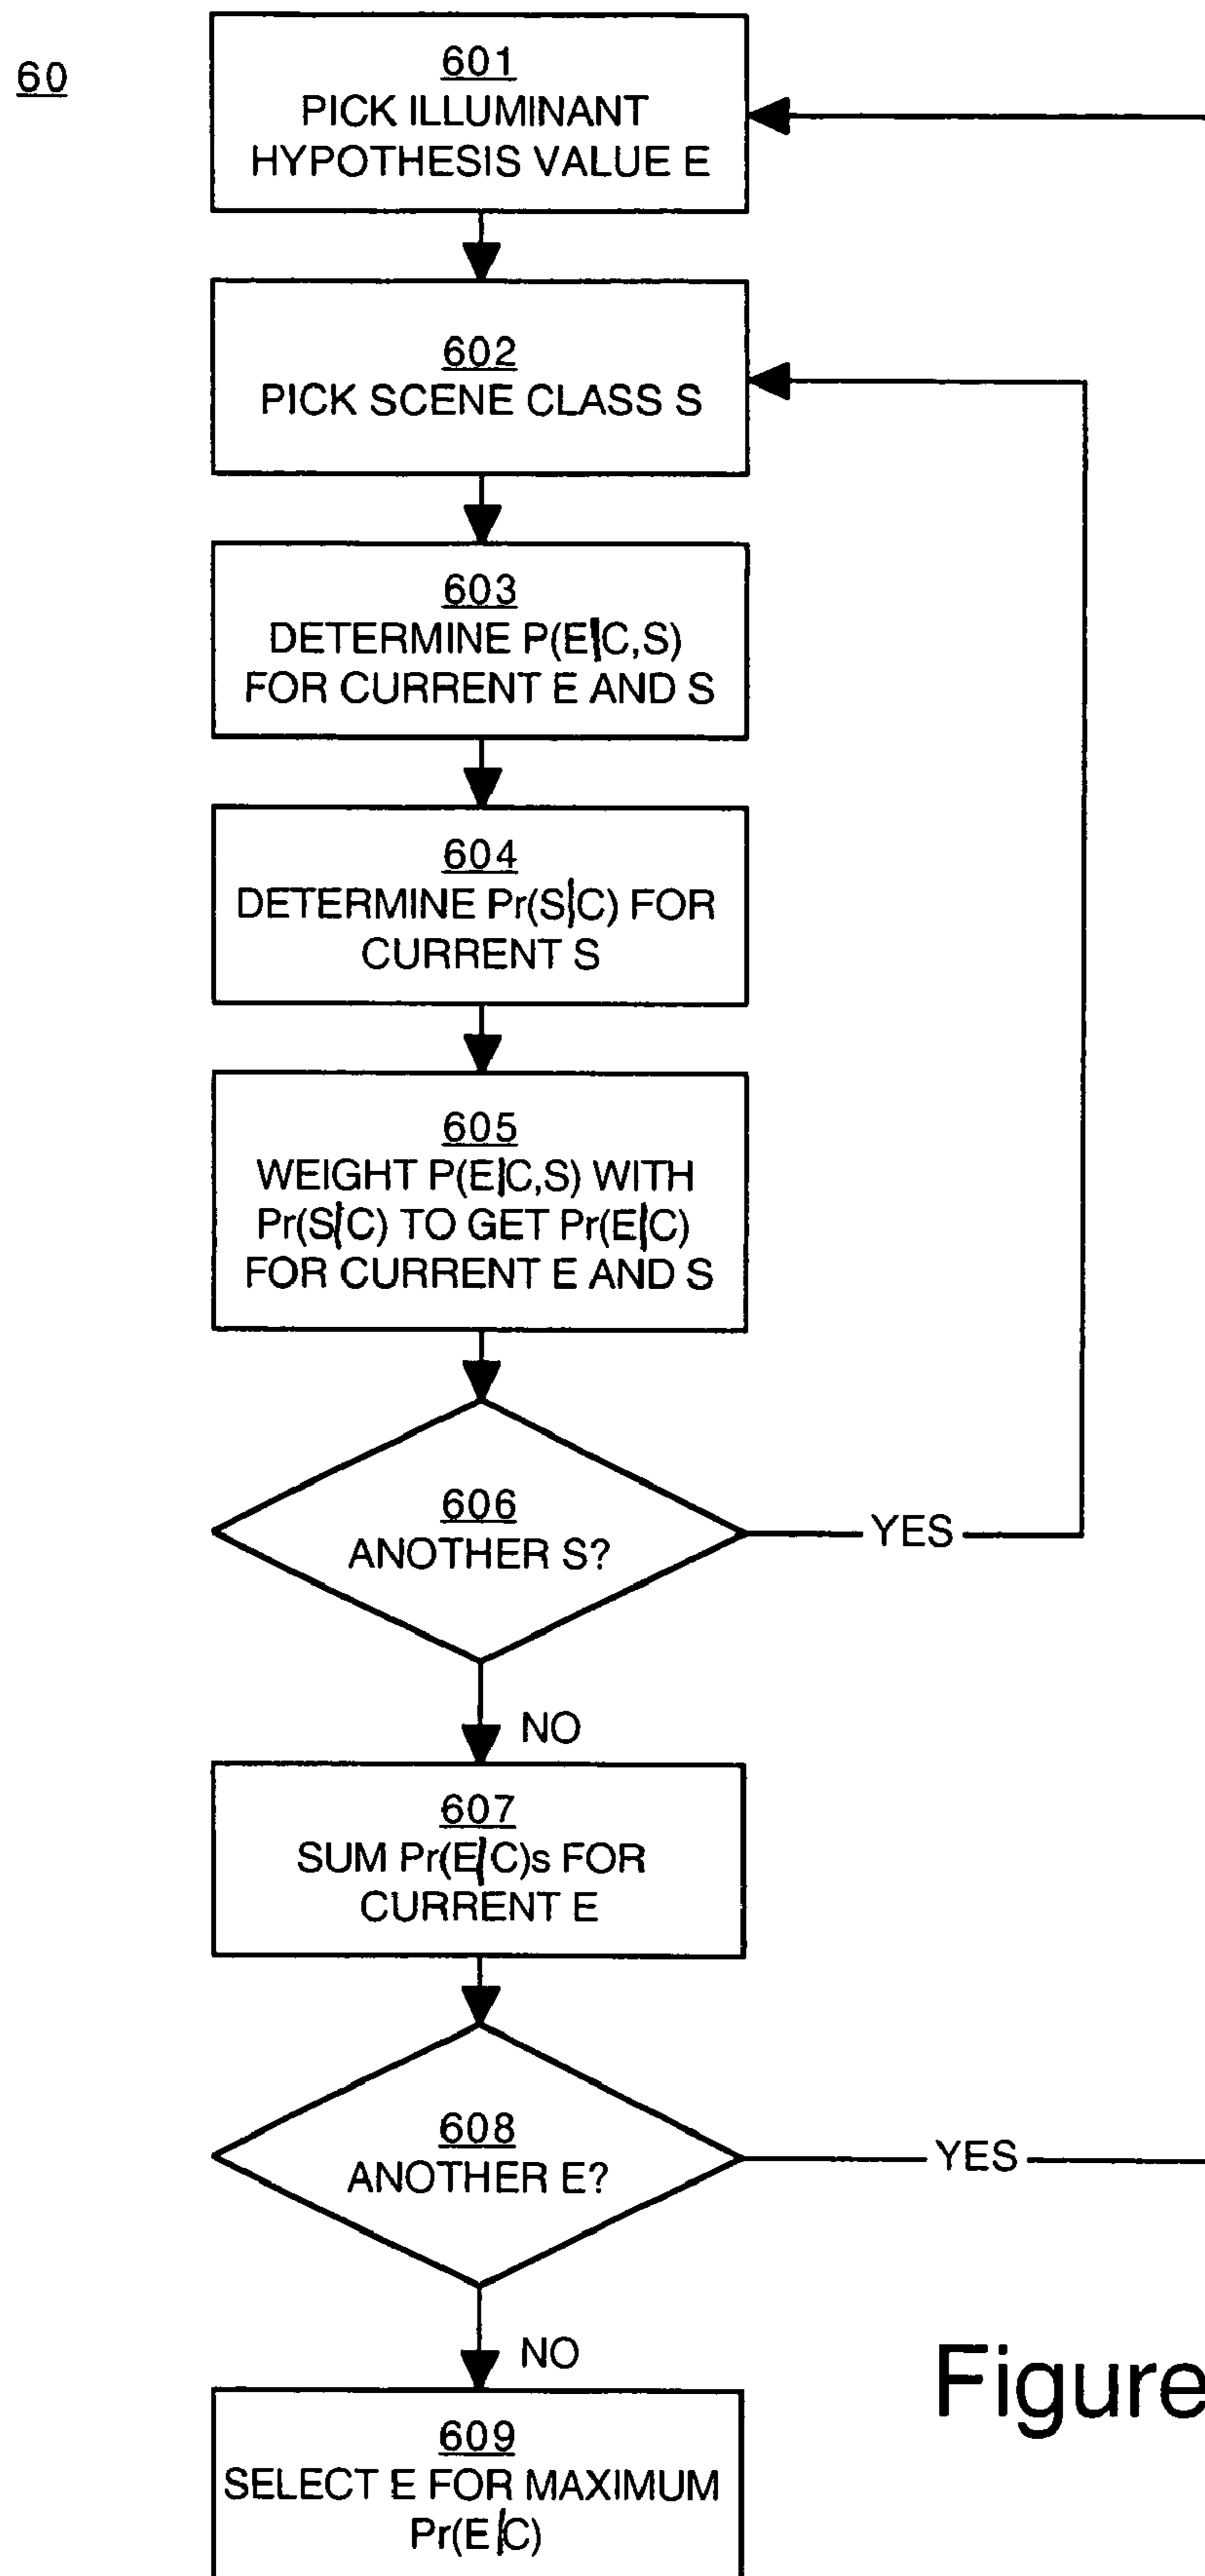 60
601
PICK ILLUMINANT
HYPOTHESIS VALUE E
602
PICK SCENE CLASS S
603
DETERMINE P(E|C,S)
FOR CURRENT E AND S
604
DETERMINE Pr(S|C) FOR
CURRENT S
605
WEIGHT P(E|C,S) WITH
Pr(S|C) TO GET Pr(E|C)
FOR CURRENT E AND S
606
ANOTHER S?
YES
NO
607
SUM Pr(E|C)s FOR
CURRENT E
608
ANOTHER E?
YES
NO
Figure
609
SELECT E FOR MAXIMUM
Pr(E|C)